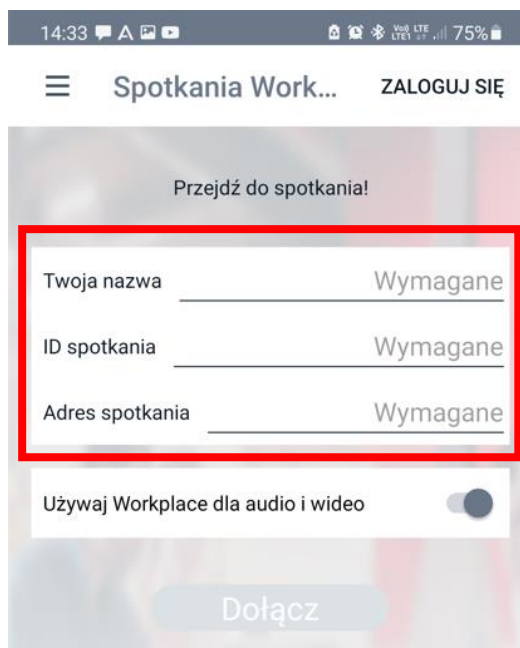 14:33 A 75%
Spotkania Work... ZALOGUJ SIĘ
Przejdź do spotkania!
Twoja nazwa Wymagane
ID spotkania Wymagane
Adres spotkania Wymagane
Używaj Workplace dla audio i wideo
Dołącz